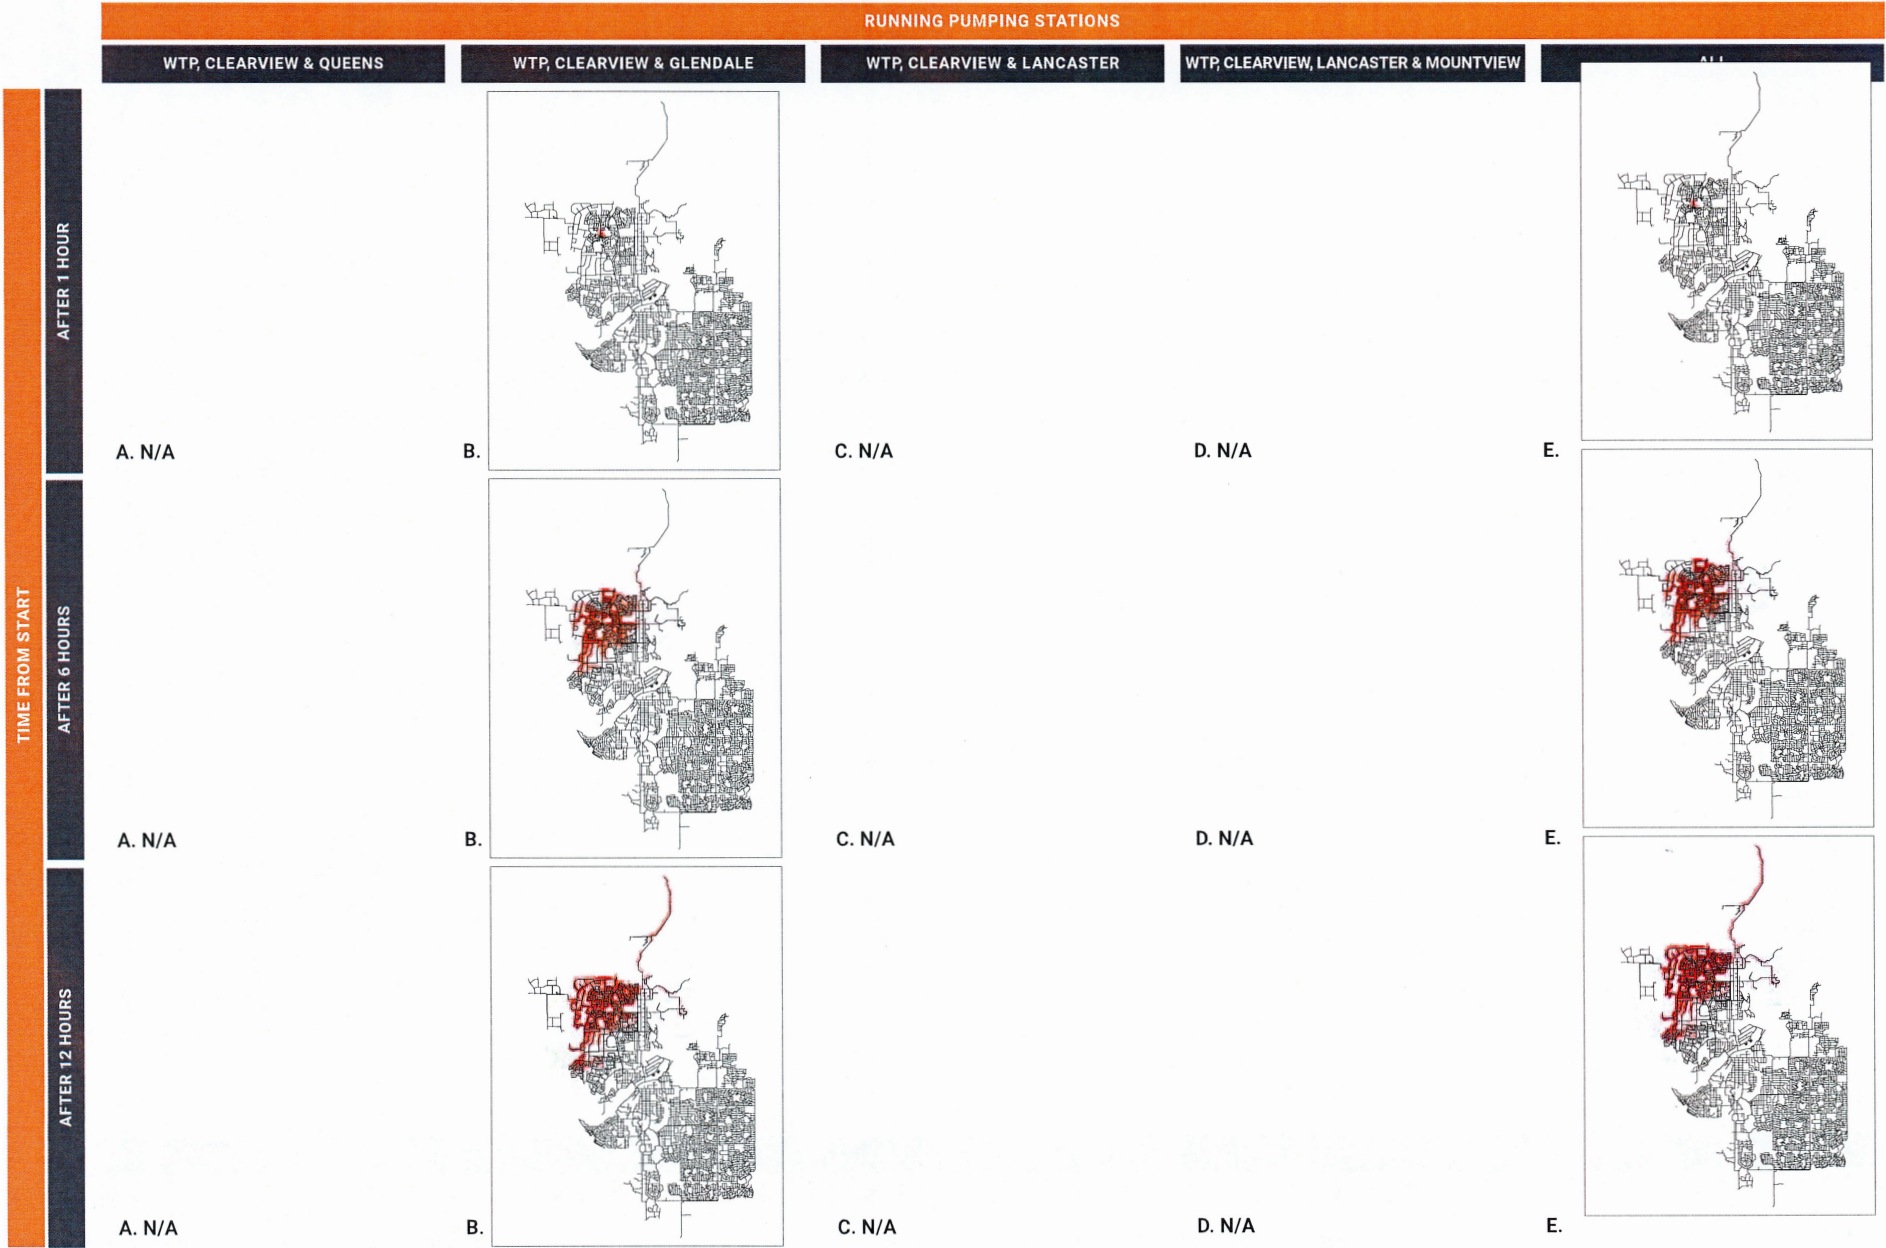 RUNNING PUMPING STATIONS
WTP, CLEARVIEW & QUEENS
WTP, CLEARVIEW & GLENDALE
WTP, CLEARVIEW & LANCASTER
WTP, CLEARVIEW, LANCASTER & MOUNTVIEW
ALL
TIME FROM START
AFTER 1 HOUR
A. N/A
B.
C. N/A
D. N/A
E.
AFTER 6 HOURS
A. N/A
B.
C. N/A
D. N/A
E.
AFTER 12 HOURS
A. N/A
B.
C. N/A
D. N/A
E.